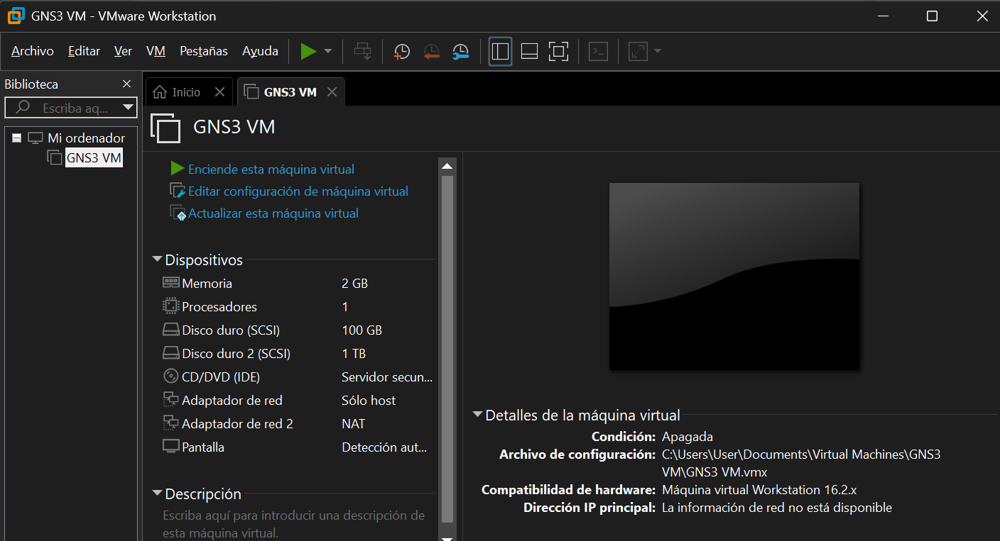 GNS3 VM - VMware Workstation
Archivo Editar Ver VM Pestañas Ayuda
Biblioteca
Escriba aq...
Mi ordenador
GNS3 VM
Inicio
GNS3 VM
GNS3 VM
Enciende esta máquina virtual
Editar configuración de máquina virtual
Actualizar esta máquina virtual
Dispositivos
Memoria 2 GB
Procesadores 1
Disco duro (SCSI) 100 GB
Disco duro 2 (SCSI) 1 TB
CD/DVD (IDE) Servidor secun...
Adaptador de red Sólo host
Adaptador de red 2 NAT
Pantalla Detección aut...
Descripción
Escriba aquí para introducir una descripción de
esta máquina virtual.
Detalles de la máquina virtual
Condición: Apagada
Archivo de configuración: C:\Users\User\Documents\Virtual Machines\GNS3
VM\GNS3 VM.vmx
Compatibilidad de hardware: Máquina virtual Workstation 16.2.x
Dirección IP principal: La información de red no está disponible